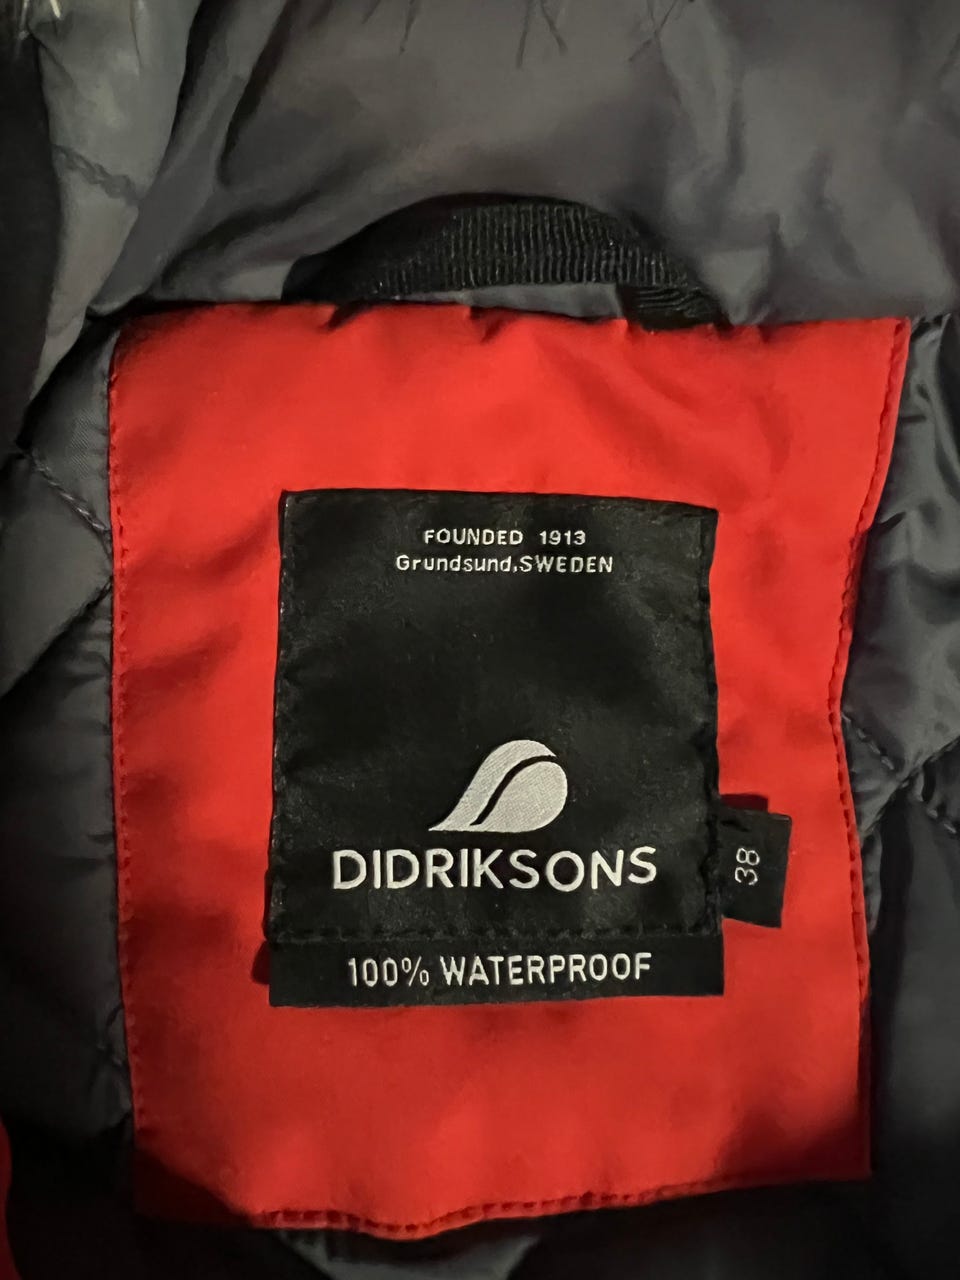 FOUNDED 1913
Grundsund,SWEDEN
DIDRIKSONS
38
100% WATERPROOF